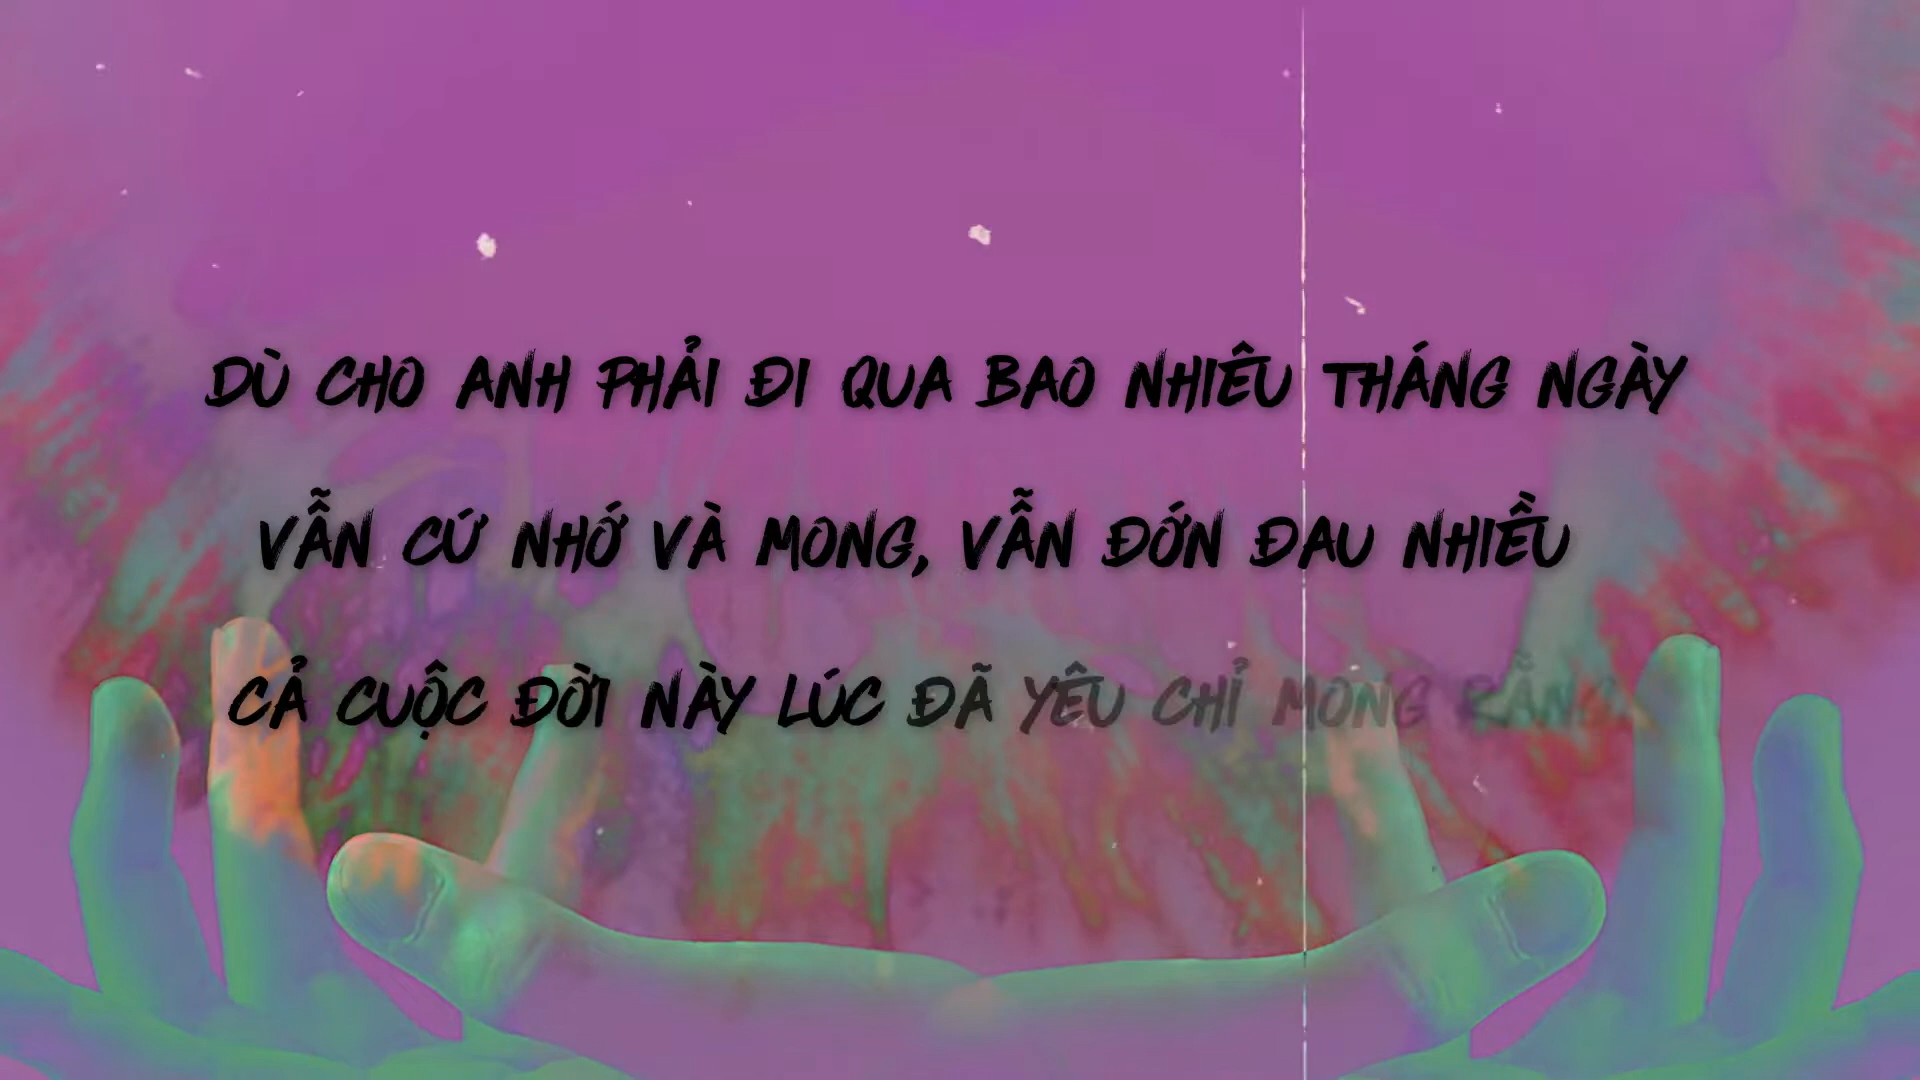 DÙ CHO ANH PHẢI ĐI QUA BAO NHIÊU THÁNG NGÀY
VẪN CỨ NHỚ VÀ MONG, VẪN ĐỚN ĐAU NHIỀU
CẢ CUỘC ĐỜI NÀY LÚC ĐÃ YÊU CHỈ MONG RẰNG